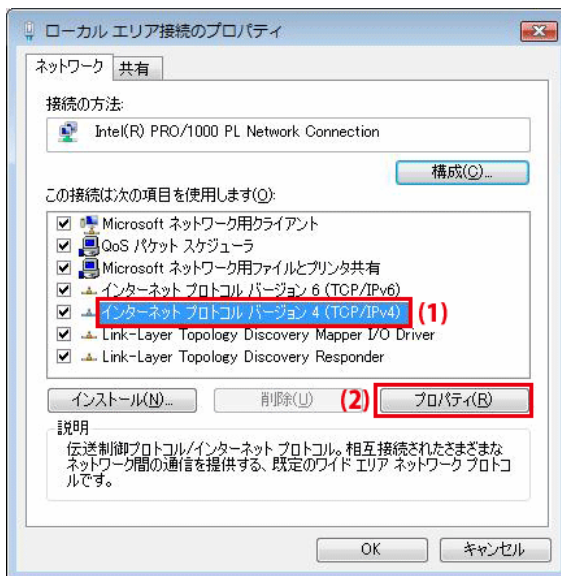 ローカル エリア接続のプロパティ
ネットワーク 共有
接続の方法:
Intel(R) PRO/1000 PL Network Connection
構成(C)...
この接続は次の項目を使用します(O):
Microsoft ネットワーク用クライアント
QoS パケット スケジューラ
Microsoft ネットワーク用ファイルとプリンタ共有
インターネット プロトコル バージョン 6 (TCP/IPv6)
インターネット プロトコル バージョン 4 (TCP/IPv4) (1)
Link-Layer Topology Discovery Mapper I/O Driver
Link-Layer Topology Discovery Responder
インストール(N)... 削除(U) (2) プロパティ(R)
説明
伝送制御プロトコル/インターネット プロトコル。相互接続されたさまざまな
ネットワーク間の通信を提供する、既定のワイド エリア ネットワーク プロトコ
ルです。
OK キャンセル